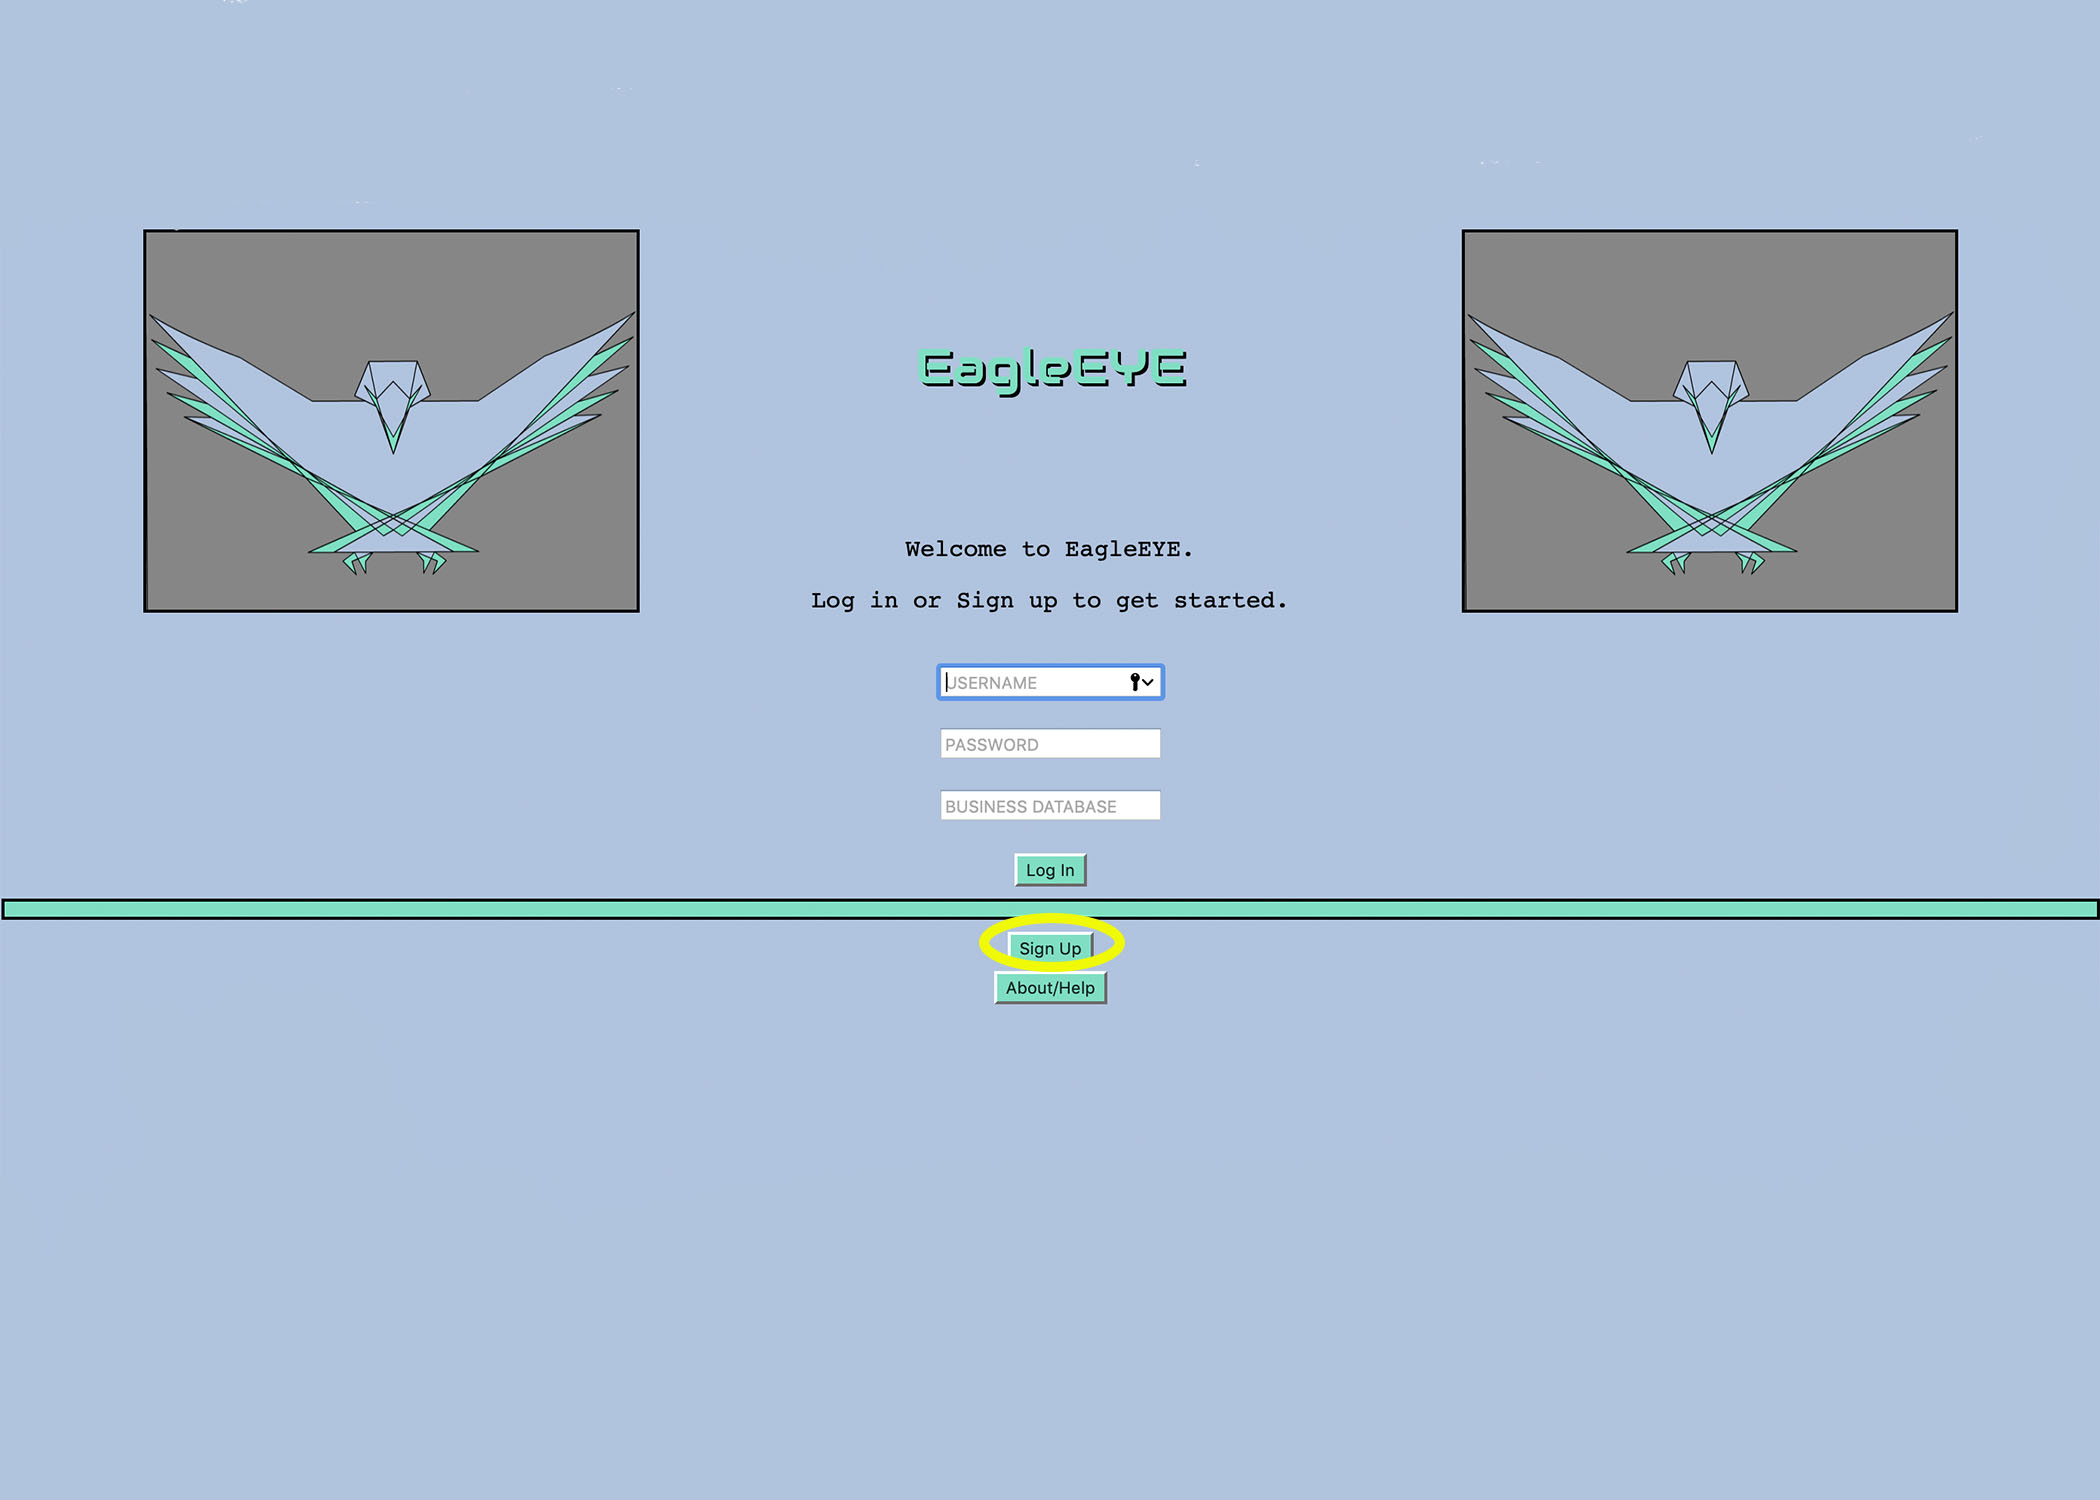 EagleEYE
Welcome to EagleEYE.
Log in or Sign up to get started.
USERNAME
PASSWORD
BUSINESS DATABASE
Log In
Sign Up
About/Help